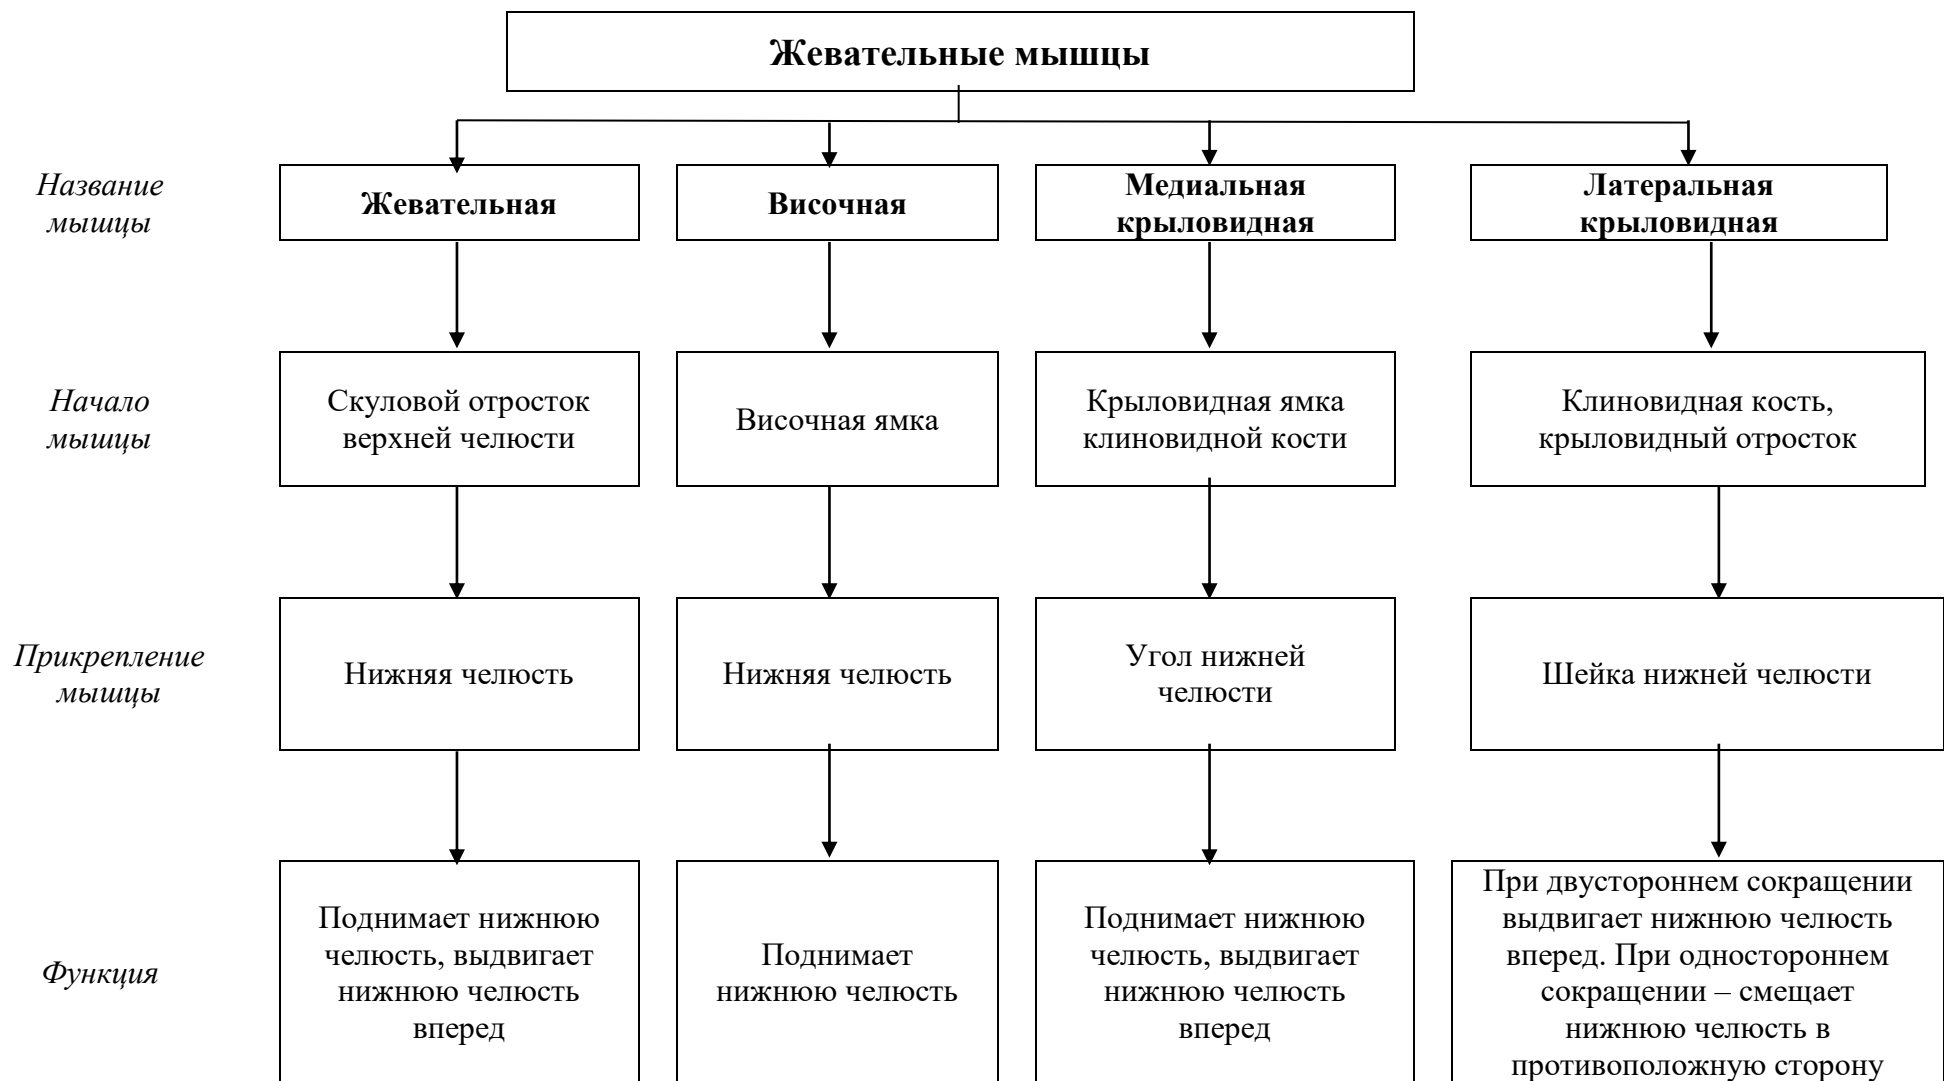 Жевательные мышцы
Название
мышцы
Жевательная
Височная
Медиальная
крыловидная
Латеральная
крыловидная
Начало
мышцы
Скуловой отросток
верхней челюсти
Височная ямка
Крыловидная ямка
клиновидной кости
Клиновидная кость,
крыловидный отросток
Прикрепление
мышцы
Нижняя челюсть
Нижняя челюсть
Угол нижней
челюсти
Шейка нижней челюсти
Функция
Поднимает нижнюю
челюсть, выдвигает
нижнюю челюсть
вперед
Поднимает
нижнюю челюсть
Поднимает нижнюю
челюсть, выдвигает
нижнюю челюсть
вперед
При двустороннем сокращении
выдвигает нижнюю челюсть
вперед. При одностороннем
сокращении – смещает
нижнюю челюсть в
противоположную сторону